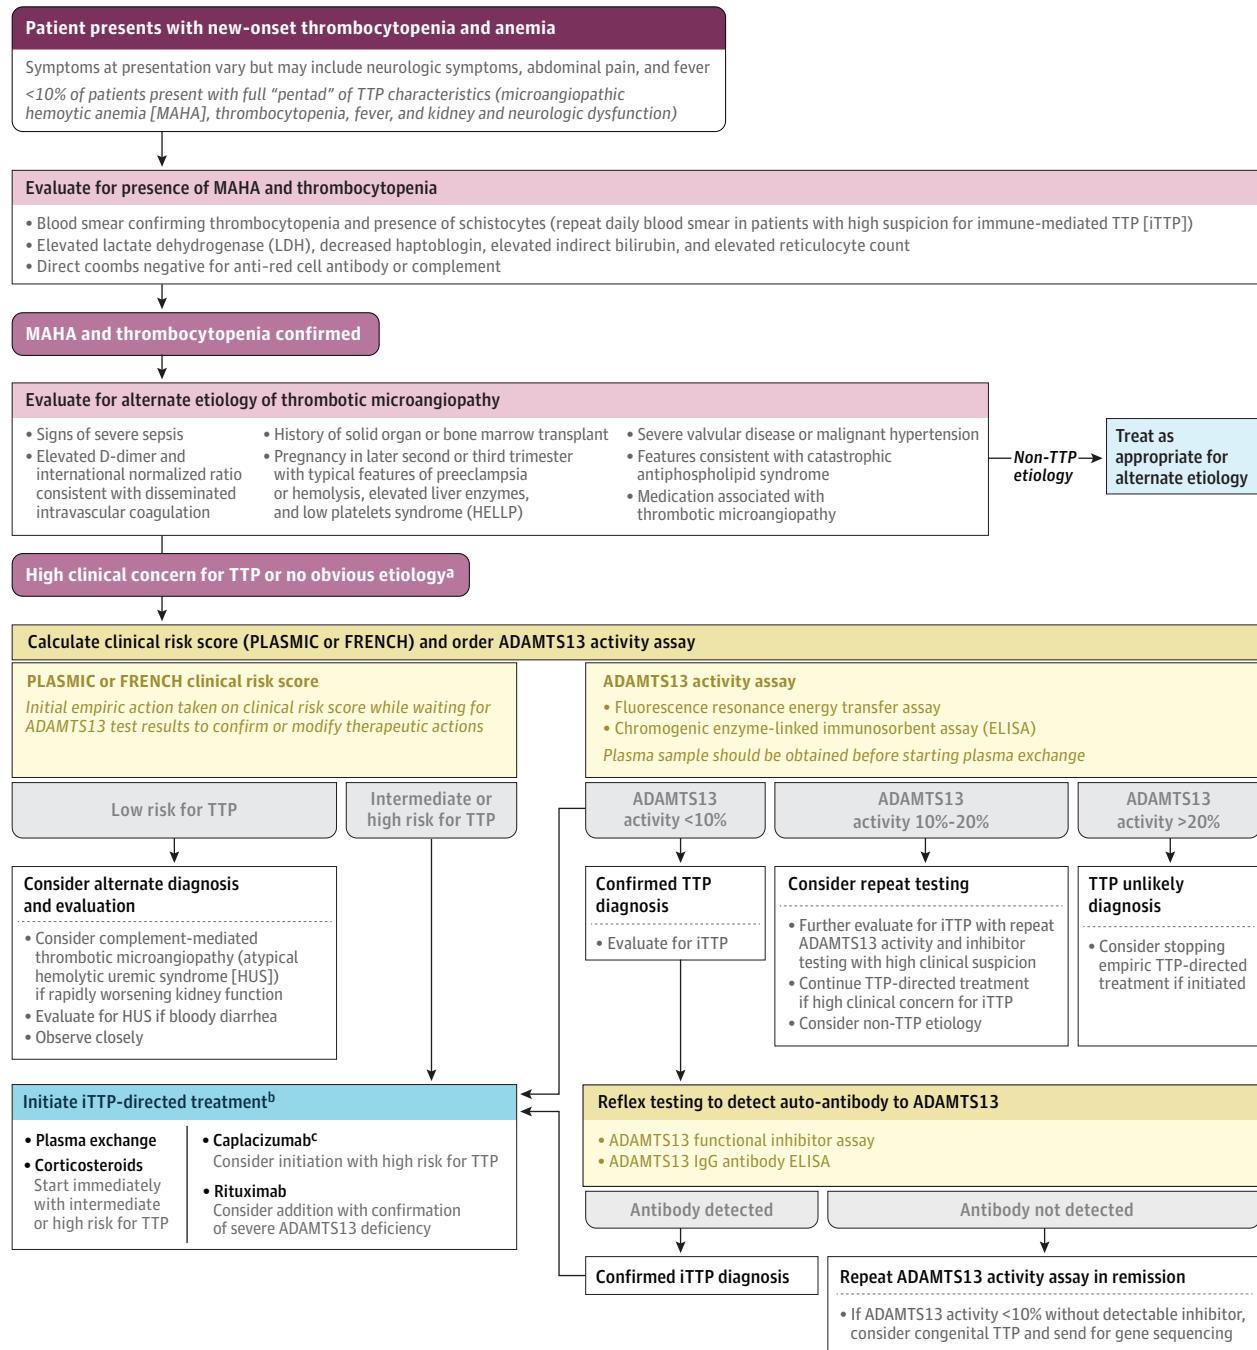 Patient presents with new-onset thrombocytopenia and anemia
Symptoms at presentation vary but may include neurologic symptoms, abdominal pain, and fever
<10% of patients present with full “pentad” of TTP characteristics (microangiopathic
hemoytic anemia [MAHA], thrombocytopenia, fever, and kidney and neurologic dysfunction)
Evaluate for presence of MAHA and thrombocytopenia
• Blood smear confirming thrombocytopenia and presence of schistocytes (repeat daily blood smear in patients with high suspicion for immune-mediated TTP [iTTP])
• Elevated lactate dehydrogenase (LDH), decreased haptoblogin, elevated indirect bilirubin, and elevated reticulocyte count
• Direct coombs negative for anti-red cell antibody or complement
MAHA and thrombocytopenia confirmed
Evaluate for alternate etiology of thrombotic microangiopathy
• Signs of severe sepsis
• Elevated D-dimer and
international normalized ratio
consistent with disseminated
intravascular coagulation
• History of solid organ or bone marrow transplant
• Pregnancy in later second or third trimester
with typical features of preeclampsia
or hemolysis, elevated liver enzymes,
and low platelets syndrome (HELLP)
• Severe valvular disease or malignant hypertension
• Features consistent with catastrophic
antiphospholipid syndrome
• Medication associated with
thrombotic microangiopathy
Non-TTP
etiology
Treat as
appropriate for
alternate etiology
High clinical concern for TTP or no obvious etiologyᵃ
Calculate clinical risk score (PLASMIC or FRENCH) and order ADAMTS13 activity assay
PLASMIC or FRENCH clinical risk score
Initial empiric action taken on clinical risk score while waiting for
ADAMTS13 test results to confirm or modify therapeutic actions
ADAMTS13 activity assay
• Fluorescence resonance energy transfer assay
• Chromogenic enzyme-linked immunosorbent assay (ELISA)
Plasma sample should be obtained before starting plasma exchange
Low risk for TTP
Intermediate or
high risk for TTP
ADAMTS13
activity <10%
ADAMTS13
activity 10%-20%
ADAMTS13
activity >20%
Consider alternate diagnosis
and evaluation
• Consider complement-mediated
thrombotic microangiopathy (atypical
hemolytic uremic syndrome [HUS])
if rapidly worsening kidney function
• Evaluate for HUS if bloody diarrhea
• Observe closely
Confirmed TTP
diagnosis
• Evaluate for iTTP
Consider repeat testing
• Further evaluate for iTTP with repeat
ADAMTS13 activity and inhibitor
testing with high clinical suspicion
• Continue TTP-directed treatment
if high clinical concern for iTTP
• Consider non-TTP etiology
TTP unlikely
diagnosis
• Consider stopping
empiric TTP-directed
treatment if initiated
Initiate iTTP-directed treatmentᵇ
• Plasma exchange
• Corticosteroids
Start immediately
with intermediate
or high risk for TTP
• Caplacizumabᶜ
Consider initiation with high risk for TTP
• Rituximab
Consider addition with confirmation
of severe ADAMTS13 deficiency
Reflex testing to detect auto-antibody to ADAMTS13
• ADAMTS13 functional inhibitor assay
• ADAMTS13 IgG antibody ELISA
Antibody detected
Antibody not detected
Confirmed iTTP diagnosis
Repeat ADAMTS13 activity assay in remission
• If ADAMTS13 activity <10% without detectable inhibitor,
consider congenital TTP and send for gene sequencing